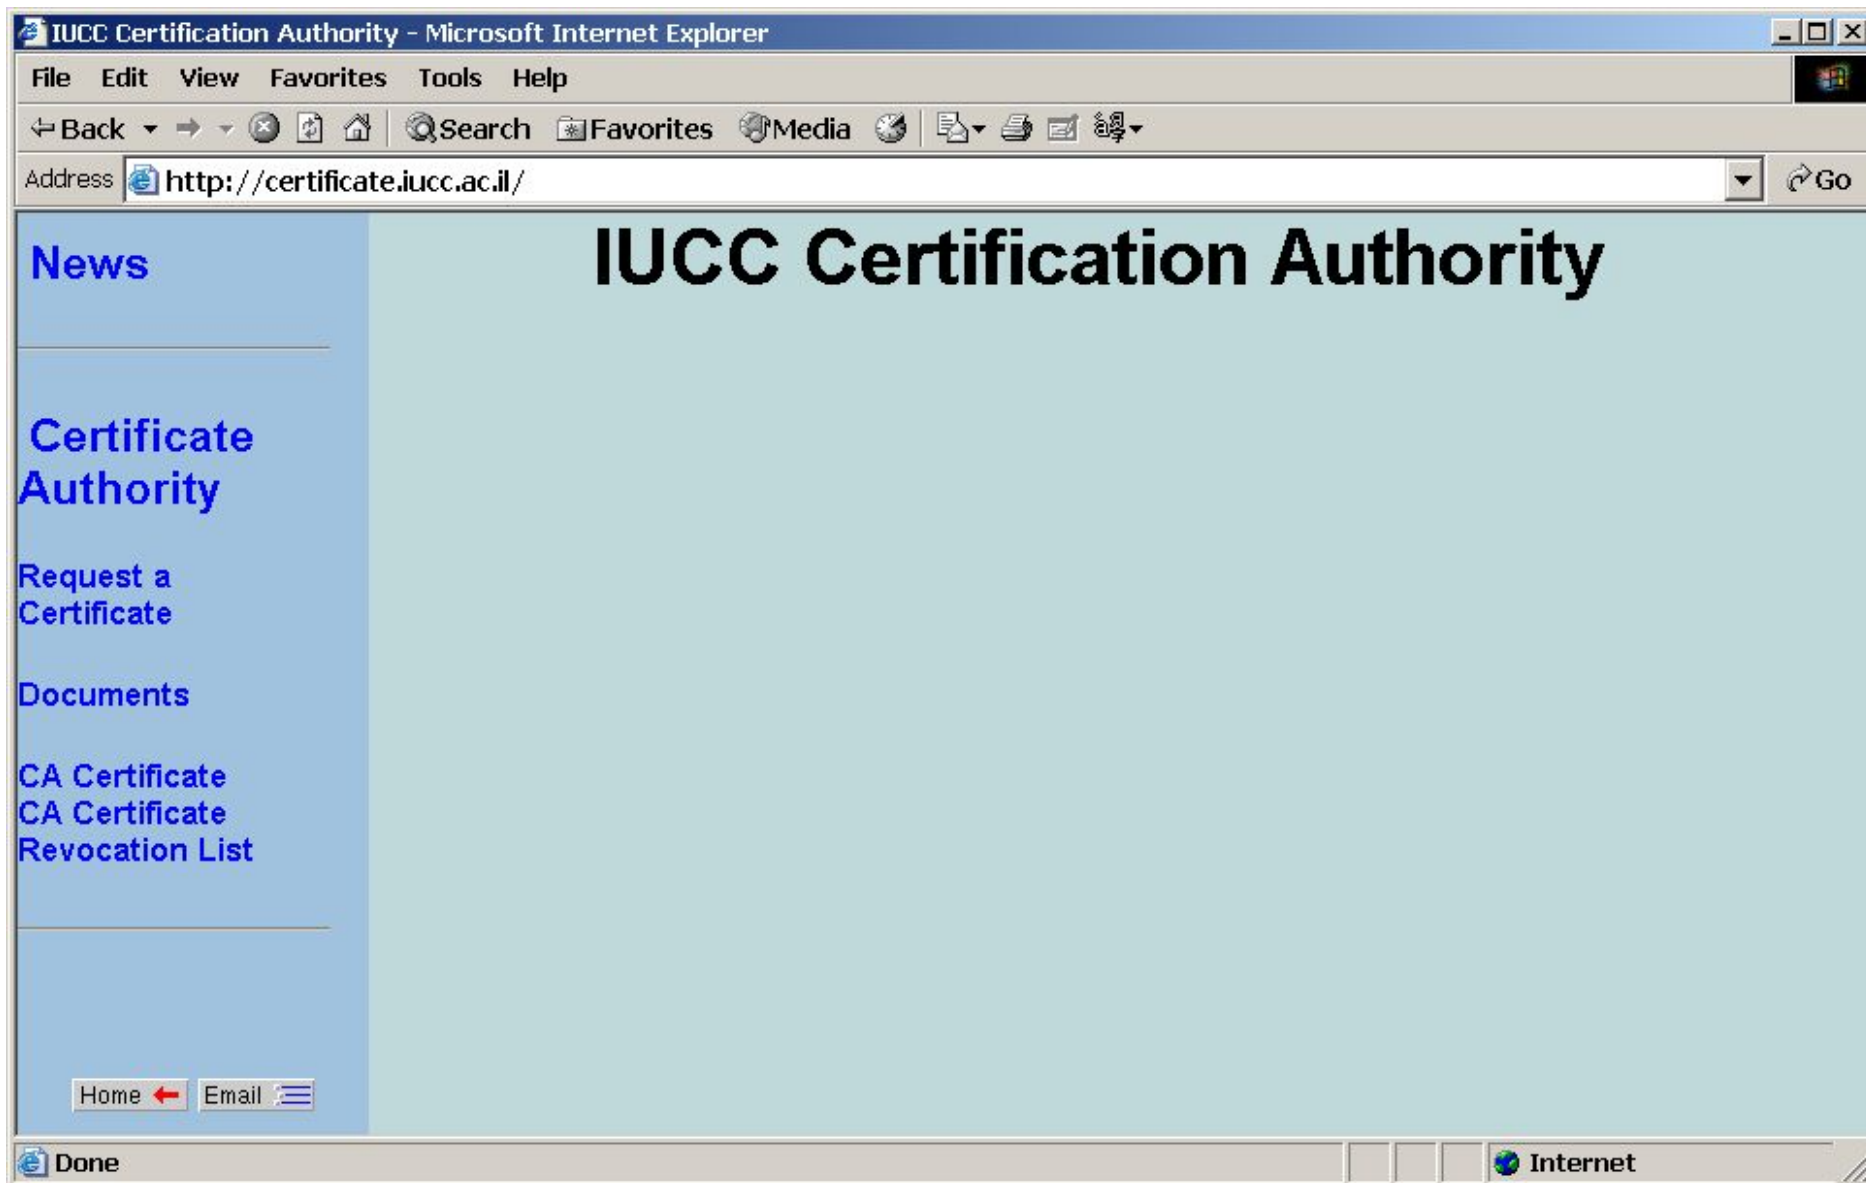 IUCC Certification Authority - Microsoft Internet Explorer
File Edit View Favorites Tools Help
Back Search Favorites Media
Address http://certificate.iucc.ac.il/ Go
News
Certificate
Authority
Request a
Certificate
Documents
CA Certificate
CA Certificate
Revocation List
Home Email
IUCC Certification Authority
Done Internet